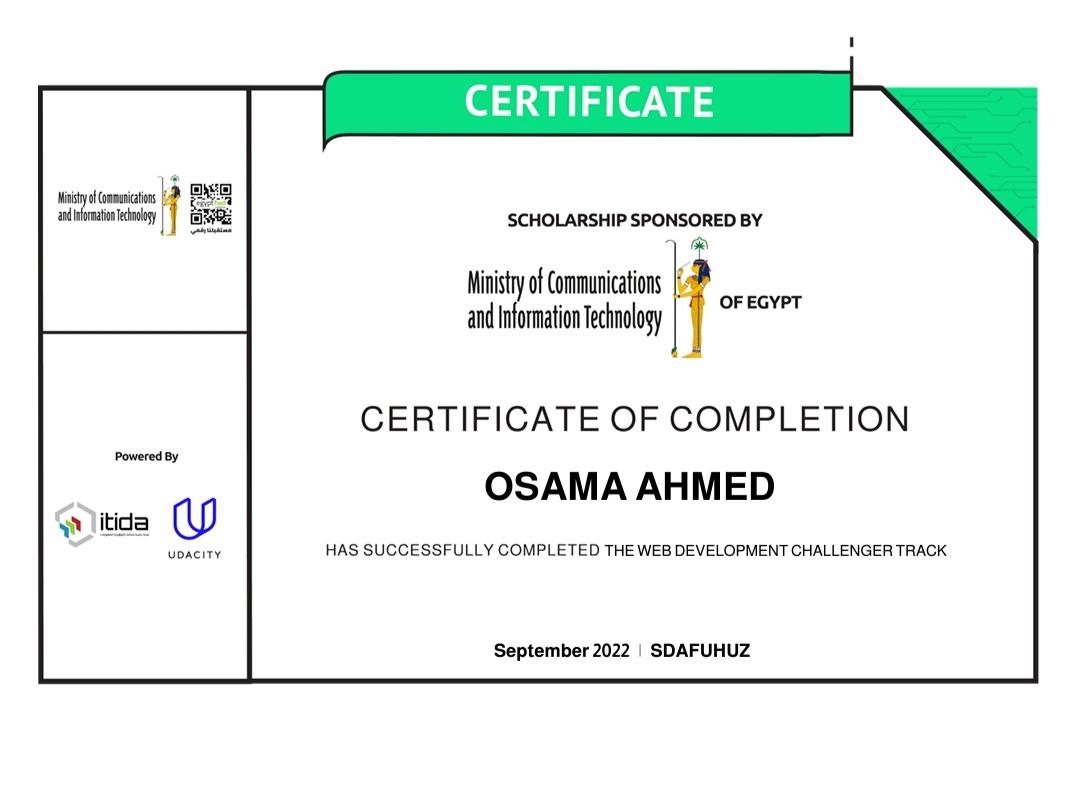 CERTIFICATE
Ministry of Communications
and Information Technology
egypt fwd
مستقبلنا رقمي
SCHOLARSHIP SPONSORED BY
Ministry of Communications
and Information Technology
OF EGYPT
CERTIFICATE OF COMPLETION
OSAMA AHMED
HAS SUCCESSFULLY COMPLETED THE WEB DEVELOPMENT CHALLENGER TRACK
Powered By
itida
UDACITY
September 2022 | SDAFUHUZ